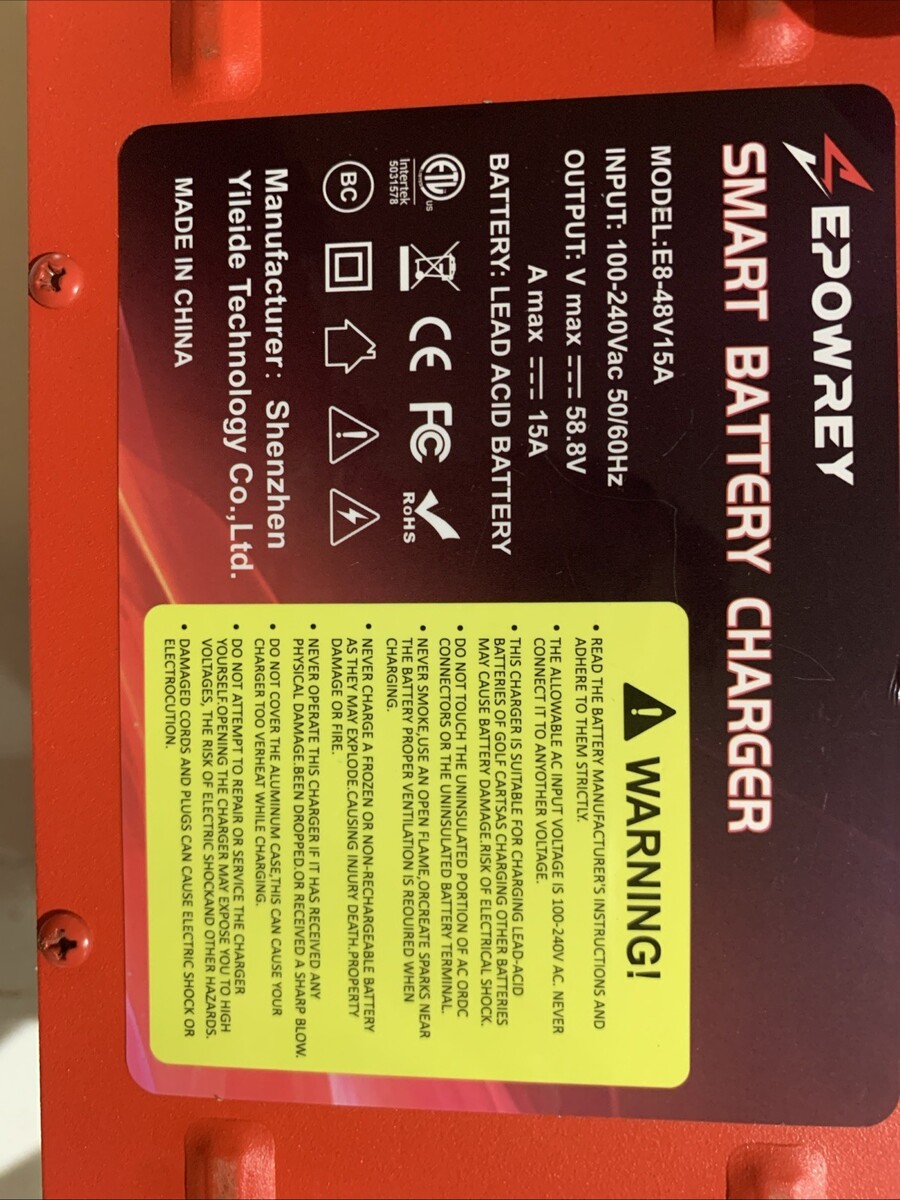 EPOWREY
SMART BATTERY CHARGER
MODEL:E8-48V15A
INPUT: 100-240Vac 50/60Hz
OUTPUT: V max 58.8V
A max 15A
BATTERY: LEAD ACID BATTERY
ETL
US
Intertek
5031578
CE
FC
RoHS
BC
Manufacturer: Shenzhen
Yileide Technology Co.,Ltd.
MADE IN CHINA
WARNING!
• READ THE BATTERY MANUFACTURER'S INSTRUCTIONS AND
ADHERE TO THEM STRICTLY.
• THE ALLOWABLE AC INPUT VOLTAGE IS 100-240V AC. NEVER
CONNECT IT TO ANYOTHER VOLTAGE.
• THIS CHARGER IS SUITABLE FOR CHARGING LEAD-ACID
BATTERIES OF GOLF CARTSAS CHARGING OTHER BATTERIES
MAY CAUSE BATTERY DAMAGE.RISK OF ELECTRICAL SHOCK.
• DO NOT TOUCH THE UNINSULATED PORTION OF AC ORDC
CONNECTORS OR THE UNINSULATED BATTERY TERMINAL.
• NEVER SMOKE,USE AN OPEN FLAME,ORCREATE SPARKS NEAR
THE BATTERY PROPER VENTILATION IS REQUIRED WHEN
CHARGING.
• NEVER CHARGE A FROZEN OR NON-RECHARGEABLE BATTERY
AS THEY MAY EXPLODE.CAUSING INJURY DEATH.PROPERTY
DAMAGE OR FIRE.
• NEVER OPERATE THIS CHARGER IF IT HAS RECEIVED ANY
PHYSICAL DAMAGE.BEEN DROPPED.OR RECEIVED A SHARP BLOW.
• DO NOT COVER THE ALUMINUM CASE,THIS CAN CAUSE YOUR
CHARGER TOO VERHEAT WHILE CHARGING.
• DO NOT ATTEMPT TO REPAIR OR SERVICE THE CHARGER
YOURSELF.OPENING THE CHARGER MAY EXPOSE YOU TO HIGH
VOLTAGES, THE RISK OF ELECTRIC SHOCKAND OTHER HAZARDS.
• DAMAGED CORDS AND PLUGS CAN CAUSE ELECTRIC SHOCK OR
ELECTROCUTION.